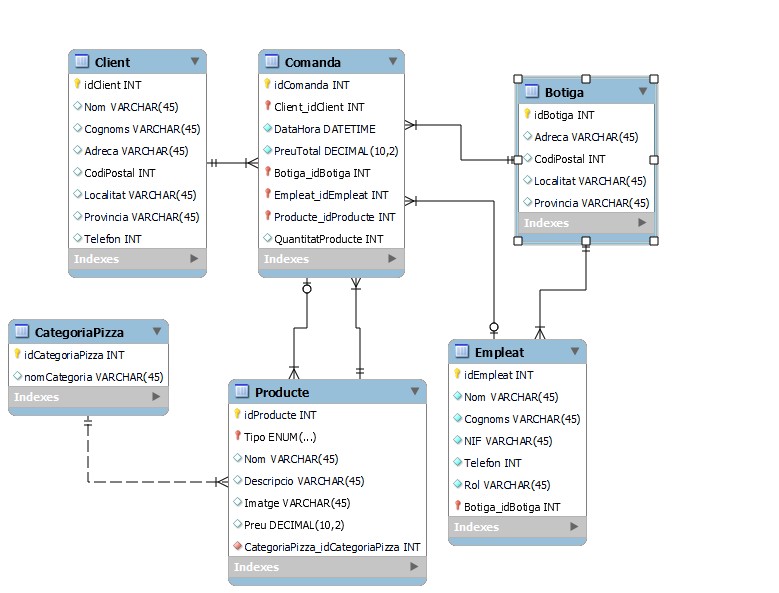 Client
idClient INT
Nom VARCHAR(45)
Cognoms VARCHAR(45)
Adreca VARCHAR(45)
CodiPostal INT
Localitat VARCHAR(45)
Provincia VARCHAR(45)
Telefon INT
Indexes
Comanda
idComanda INT
Client_idClient INT
DataHora DATETIME
PreuTotal DECIMAL(10,2)
Botiga_idBotiga INT
Empleat_idEmpleat INT
Producte_idProducte INT
QuantitatProducte INT
Indexes
Botiga
idBotiga INT
Adreca VARCHAR(45)
CodiPostal INT
Localitat VARCHAR(45)
Provincia VARCHAR(45)
Indexes
CategoriaPizza
idCategoriaPizza INT
nomCategoria VARCHAR(45)
Indexes
Producte
idProducte INT
Tipo ENUM(...)
Nom VARCHAR(45)
Descripcio VARCHAR(45)
Imatge VARCHAR(45)
Preu DECIMAL(10,2)
CategoriaPizza_idCategoriaPizza INT
Indexes
Empleat
idEmpleat INT
Nom VARCHAR(45)
Cognoms VARCHAR(45)
NIF VARCHAR(45)
Telefon INT
Rol VARCHAR(45)
Botiga_idBotiga INT
Indexes